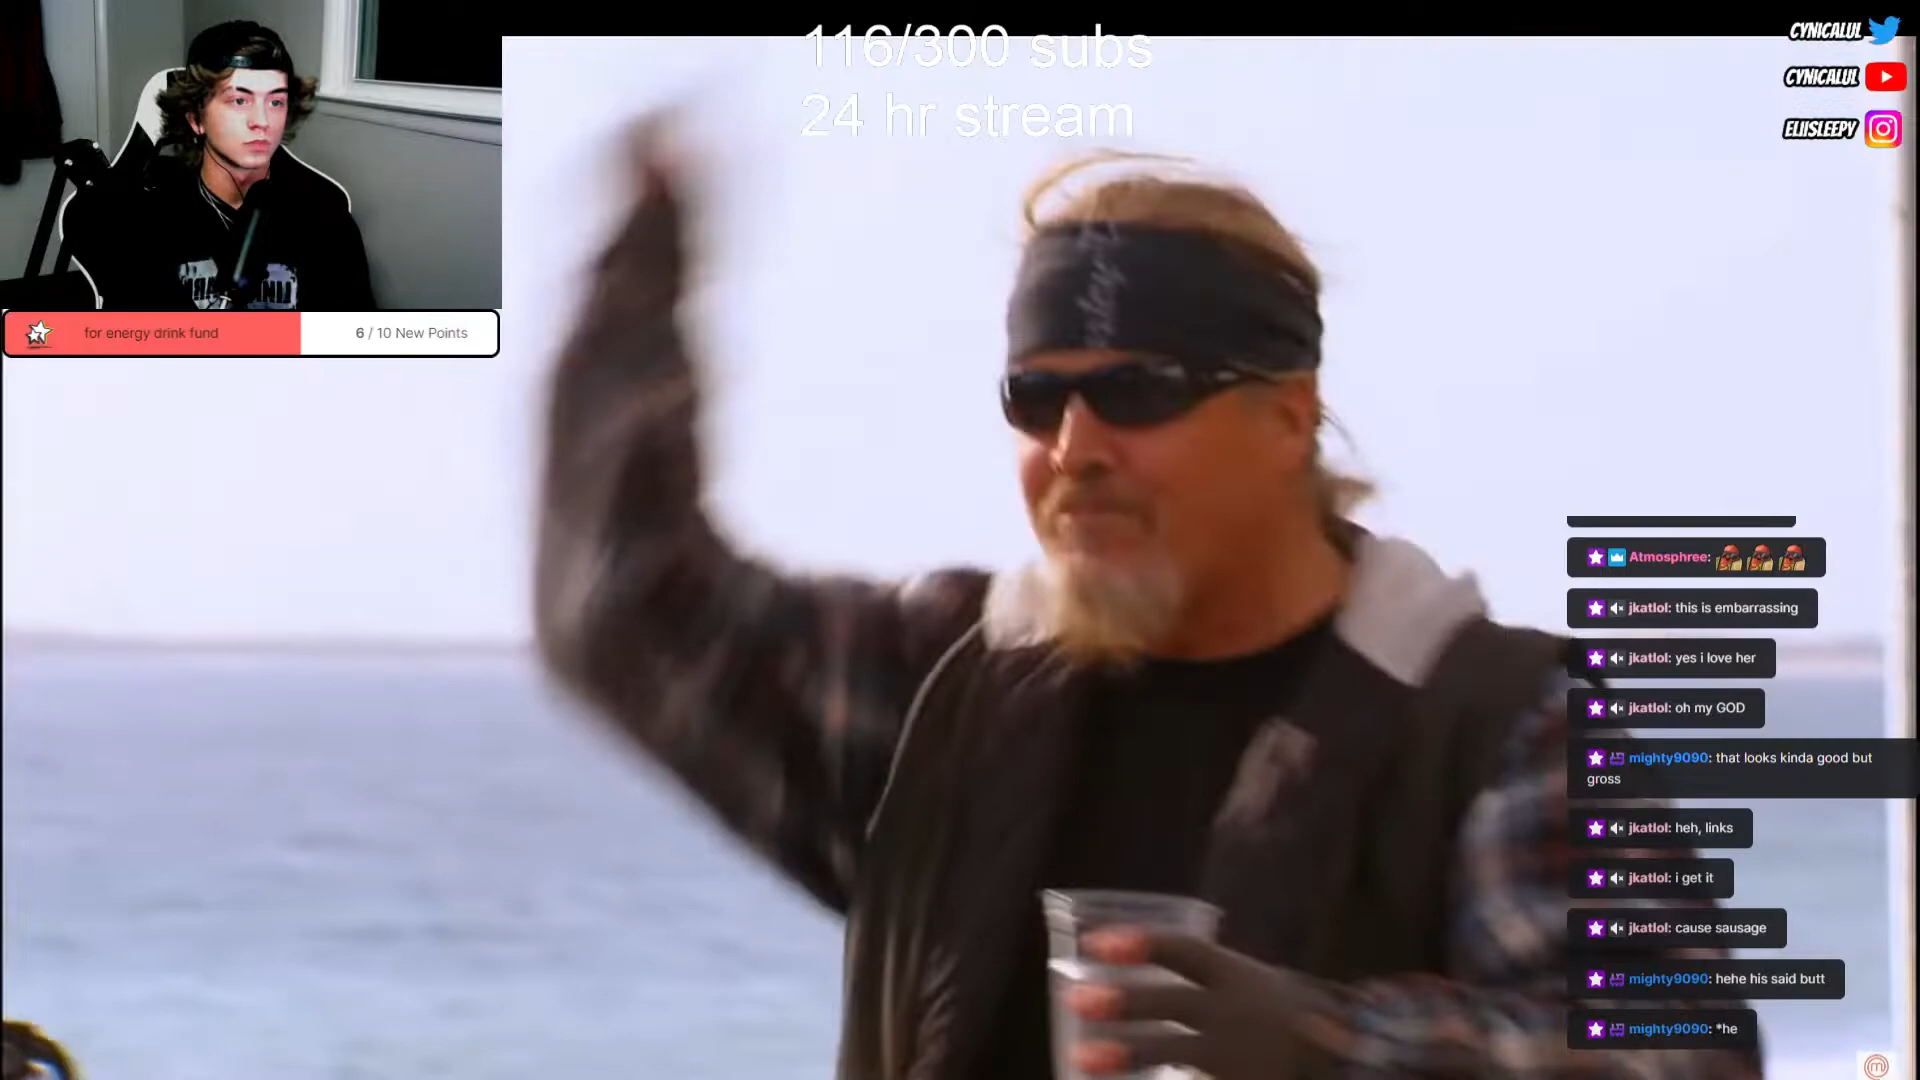 116/300 subs
24 hr stream
CYNICALUL
CYNICALUL
ELIISLEEPY
for energy drink fund
6 / 10 New Points
Atmosphree:
jkatlol: this is embarrassing
jkatlol: yes i love her
jkatlol: oh my GOD
mighty9090: that looks kinda good but
gross
jkatlol: heh, links
jkatlol: i get it
jkatlol: cause sausage
mighty9090: hehe his said butt
mighty9090: *he